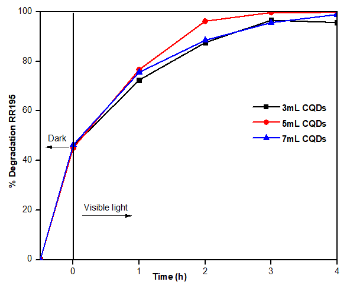 100
80
60
40
20
0
% Degradation RR195
Dark
Visible light
3mL CQDs
5mL CQDs
7mL CQDs
0
1
2
3
4
Time (h)